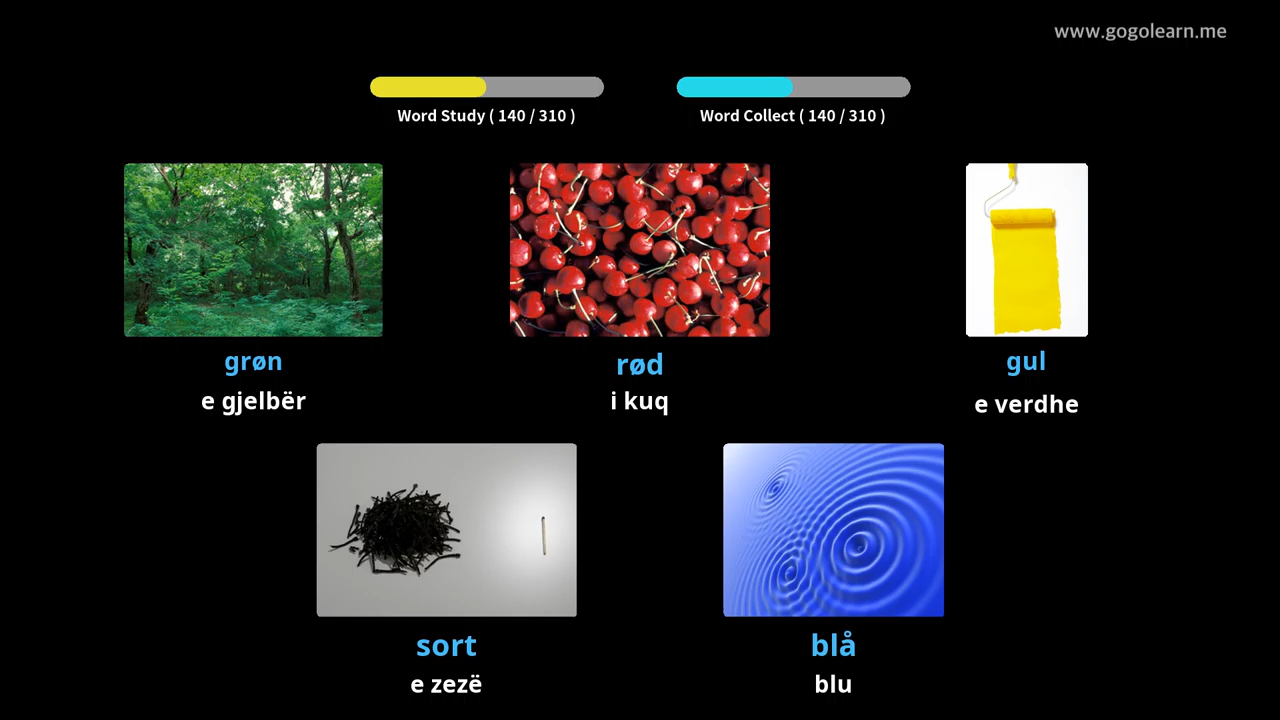 www.gogolearn.me
Word Study ( 140 / 310 )
Word Collect ( 140 / 310 )
grøn
e gjelbër
rød
i kuq
gul
e verdhe
sort
e zezë
blå
blu